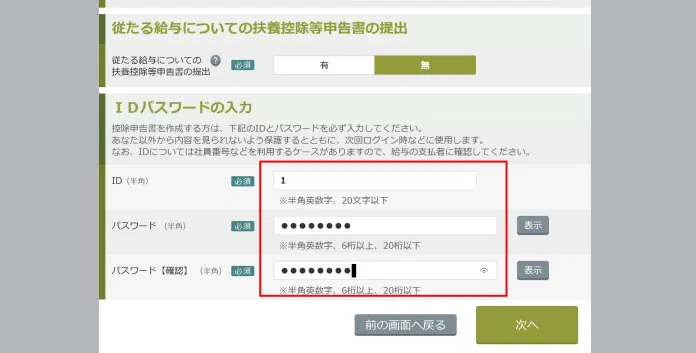 従たる給与についての扶養控除等申告書の提出
従たる給与についての
扶養控除等申告書の提出
?
必須
有
無
ＩＤパスワードの入力
控除申告書を作成する方は、下記のIDとパスワードを必ず入力してください。
あなた以外から内容を見られないよう保護するとともに、次回ログイン時などに使用します。
なお、IDについては社員番号などを利用するケースがありますので、給与の支払者に確認してください。
ID（半角） 必須 1
※半角英数字、20文字以下
パスワード （半角） 必須 ●●●●●●●● 表示
※半角英数字、6桁以上、20桁以下
パスワード【確認】 （半角） 必須 ●●●●●●●● 表示
※半角英数字、6桁以上、20桁以下
前の画面へ戻る
次へ